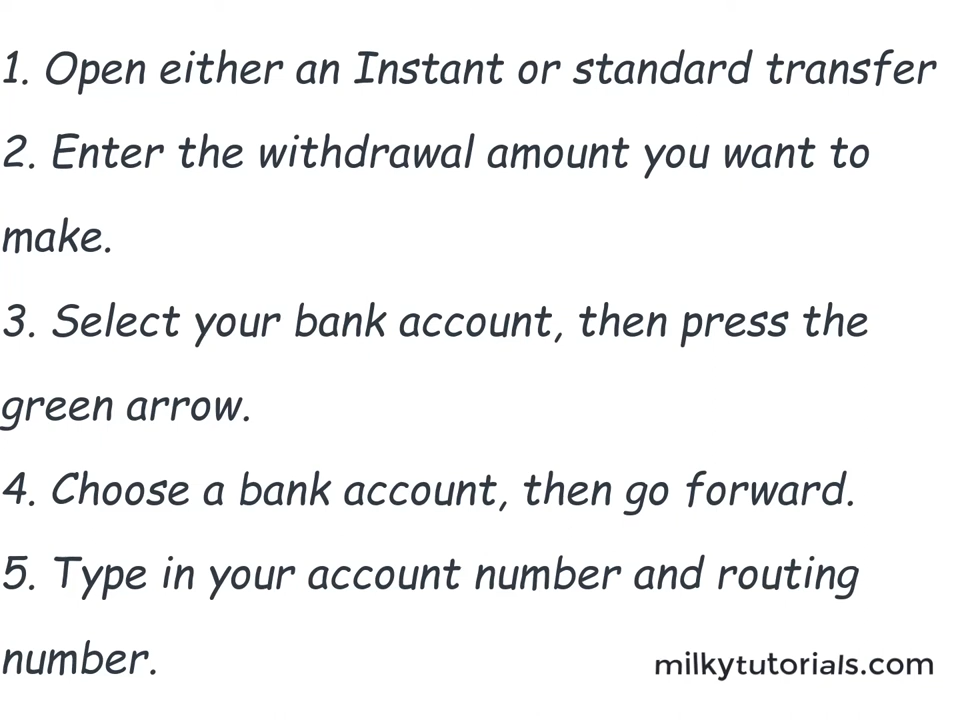 1. Open either an Instant or standard transfer
2. Enter the withdrawal amount you want to
make.
3. Select your bank account, then press the
green arrow.
4. Choose a bank account, then go forward.
5. Type in your account number and routing
number.
milkytutorials.com